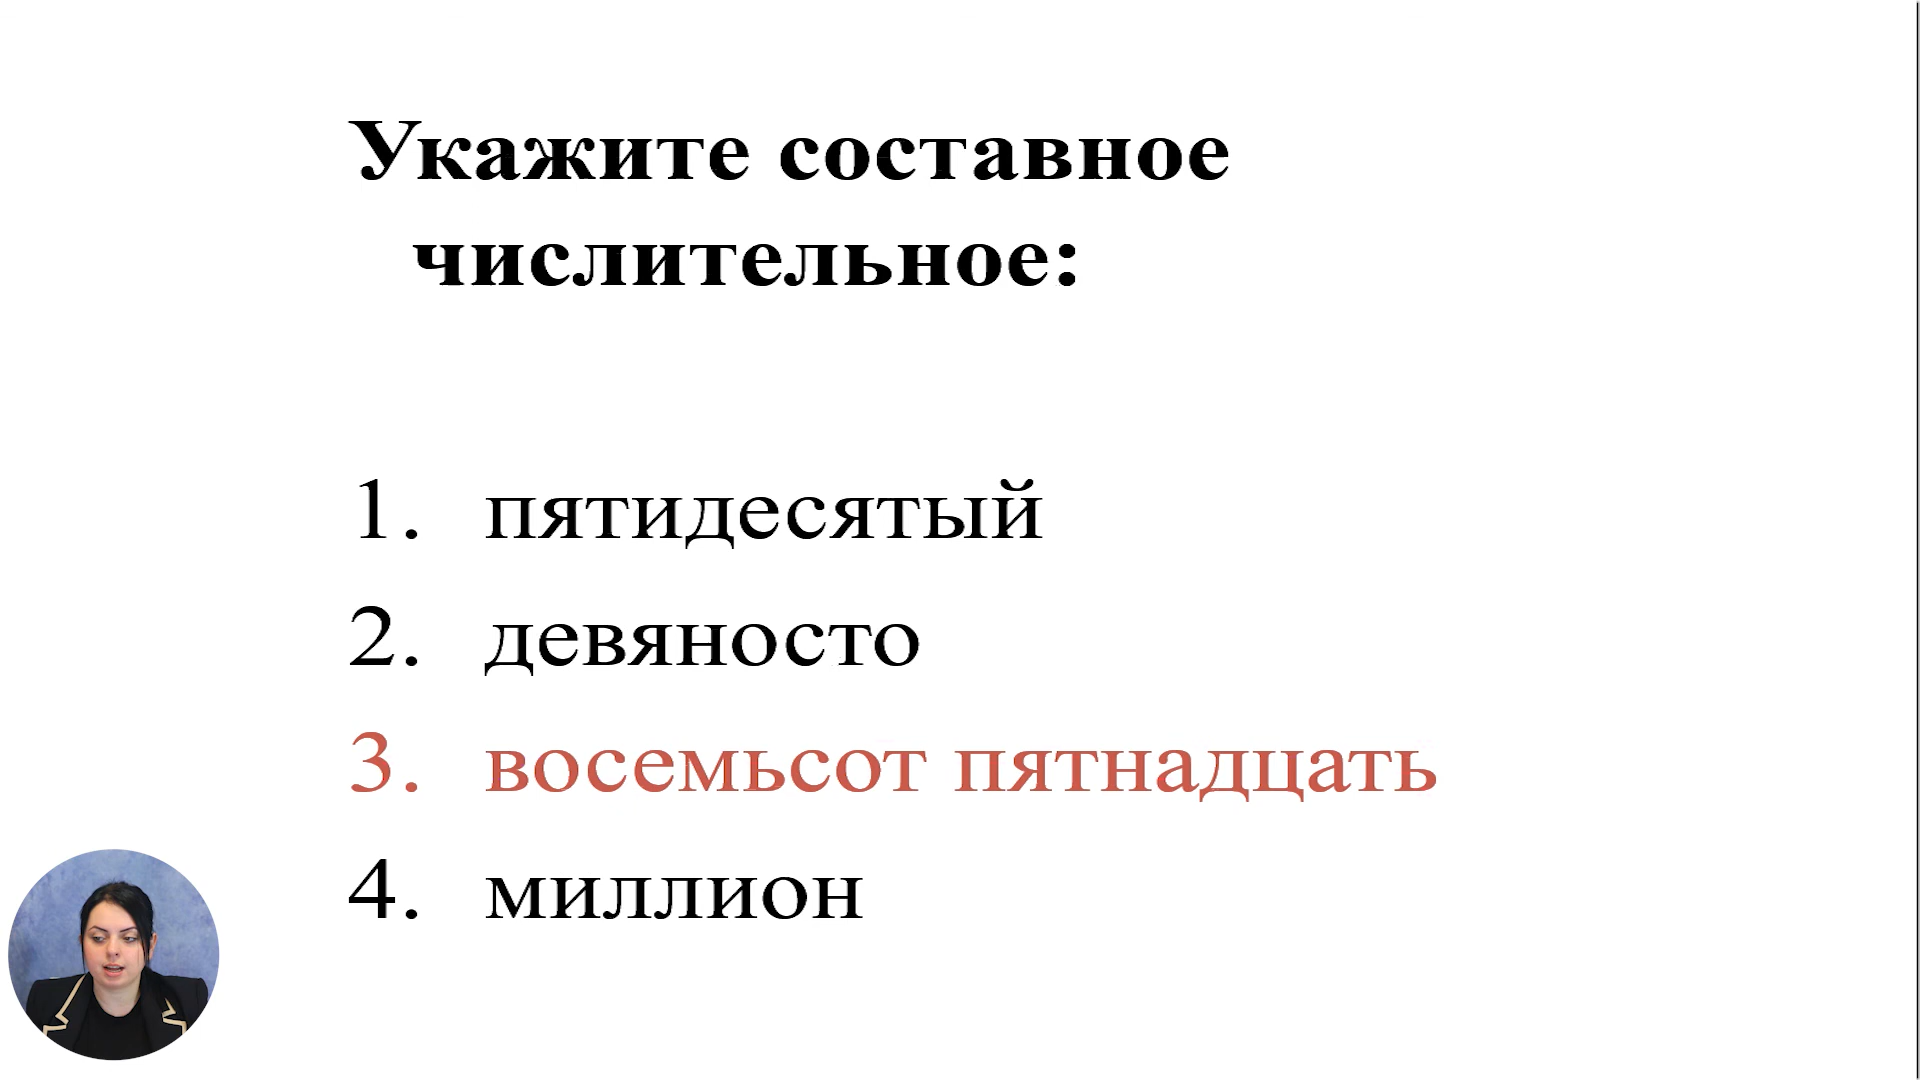 Укажите составное
числительное:
1. пятидесятый
2. девяносто
3. восемьсот пятнадцать
4. миллион